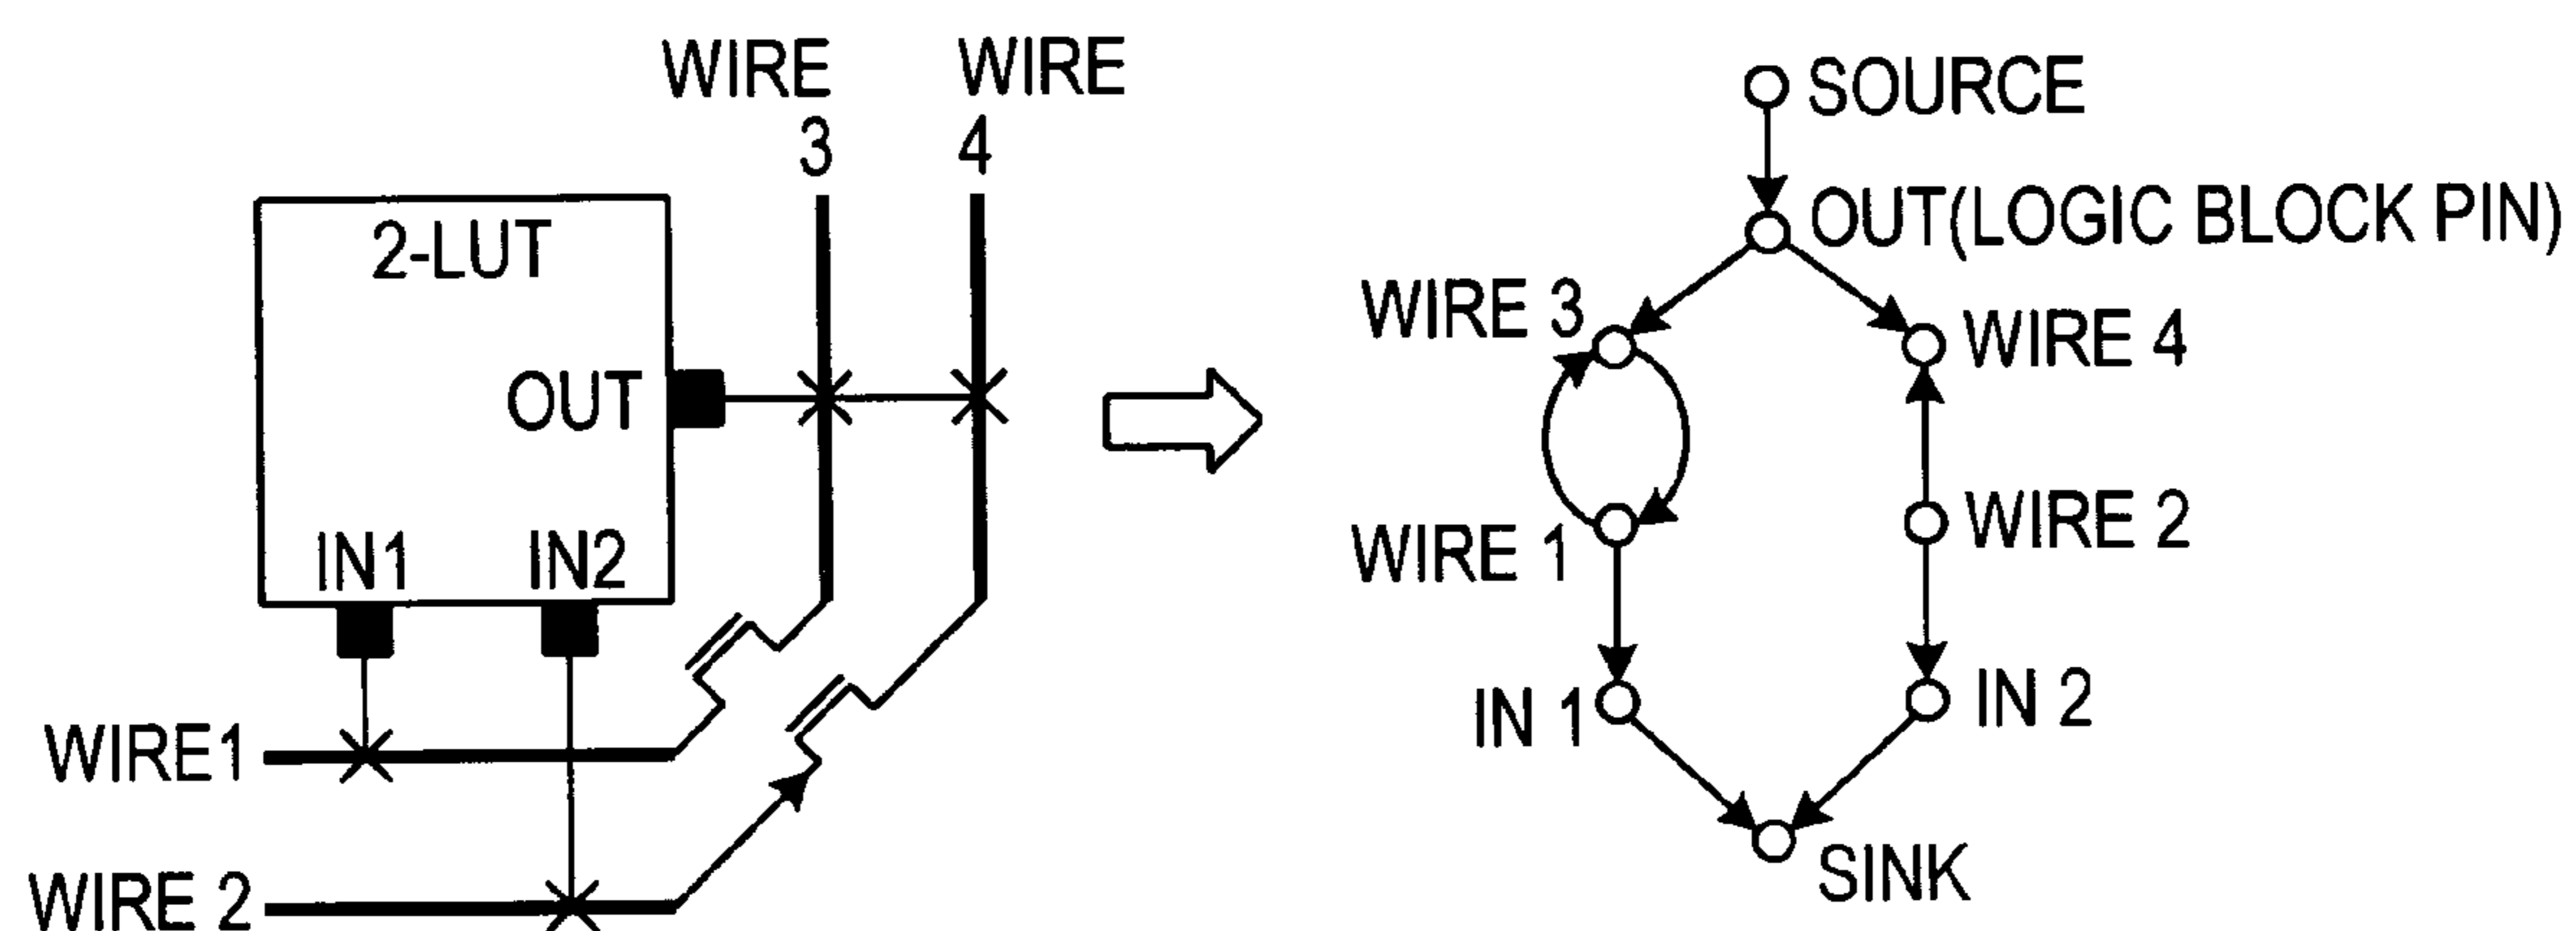 WIRE
3
WIRE
4
2-LUT
OUT
IN1
IN2
WIRE1
WIRE 2
SOURCE
OUT(LOGIC BLOCK PIN)
WIRE 3
WIRE 4
WIRE 1
WIRE 2
IN 1
IN 2
SINK